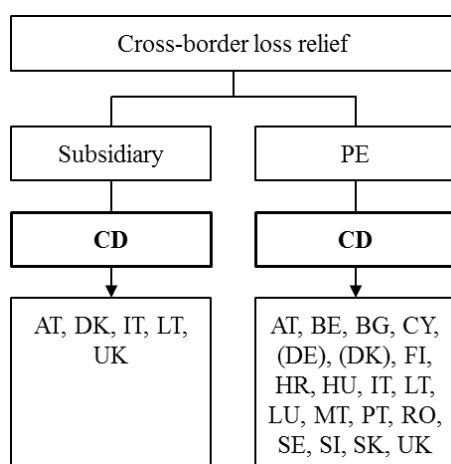 Cross-border loss relief
Subsidiary
PE
CD
CD
AT, DK, IT, LT,
UK
AT, BE, BG, CY,
(DE), (DK), FI,
HR, HU, IT, LT,
LU, MT, PT, RO,
SE, SI, SK, UK